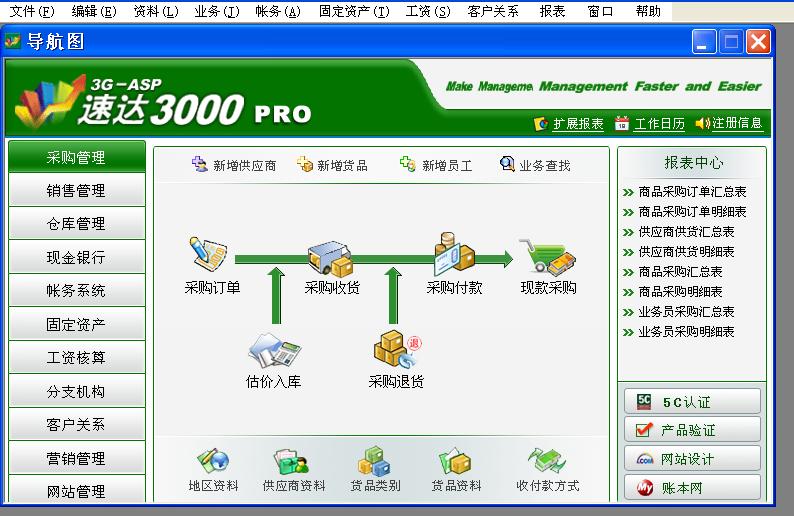 文件(F) 编辑(E) 资料(L) 业务(J) 帐务(A) 固定资产(T) 工资(S) 客户关系 报表 窗口 帮助
导航图
3G-ASP
速达3000 PRO
Make Manageme Management Faster and Easier
扩展报表 工作日历 注册信息
采购管理
销售管理
仓库管理
现金银行
帐务系统
固定资产
工资核算
分支机构
客户关系
营销管理
网站管理
新增供应商 新增货品 新增员工 业务查找
采购订单 采购收货 采购付款 现款采购
估价入库 采购退货
退
地区资料 供应商资料 货品类别 货品资料 收付款方式
报表中心
商品采购订单汇总表
商品采购订单明细表
供应商供货汇总表
供应商供货明细表
商品采购汇总表
商品采购明细表
业务员采购汇总表
业务员采购明细表
5C 5C认证
产品验证
.COM 网站设计
My 账本网